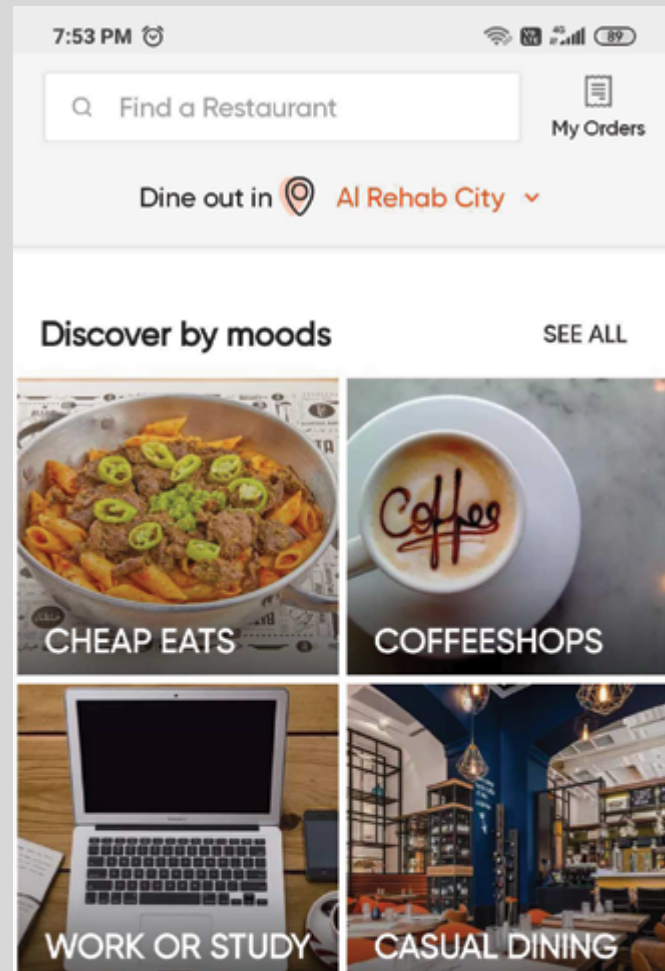 7:53 PM
4G
89
Find a Restaurant
My Orders
Dine out in Al Rehab City
Discover by moods
SEE ALL
Coffee
CHEAP EATS
COFFEESHOPS
WORK OR STUDY
CASUAL DINING